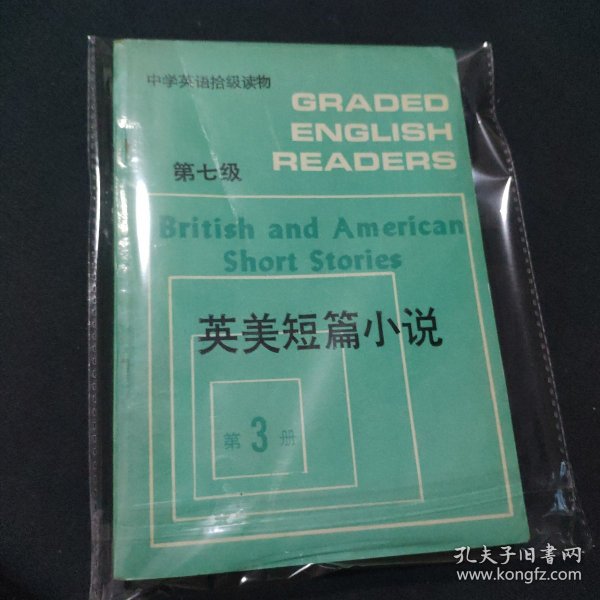 中学英语拾级读物
GRADED
ENGLISH
READERS
第七级
British and American
Short Stories
英美短篇小说
第3册
孔夫子旧书网
www.kongfz.com